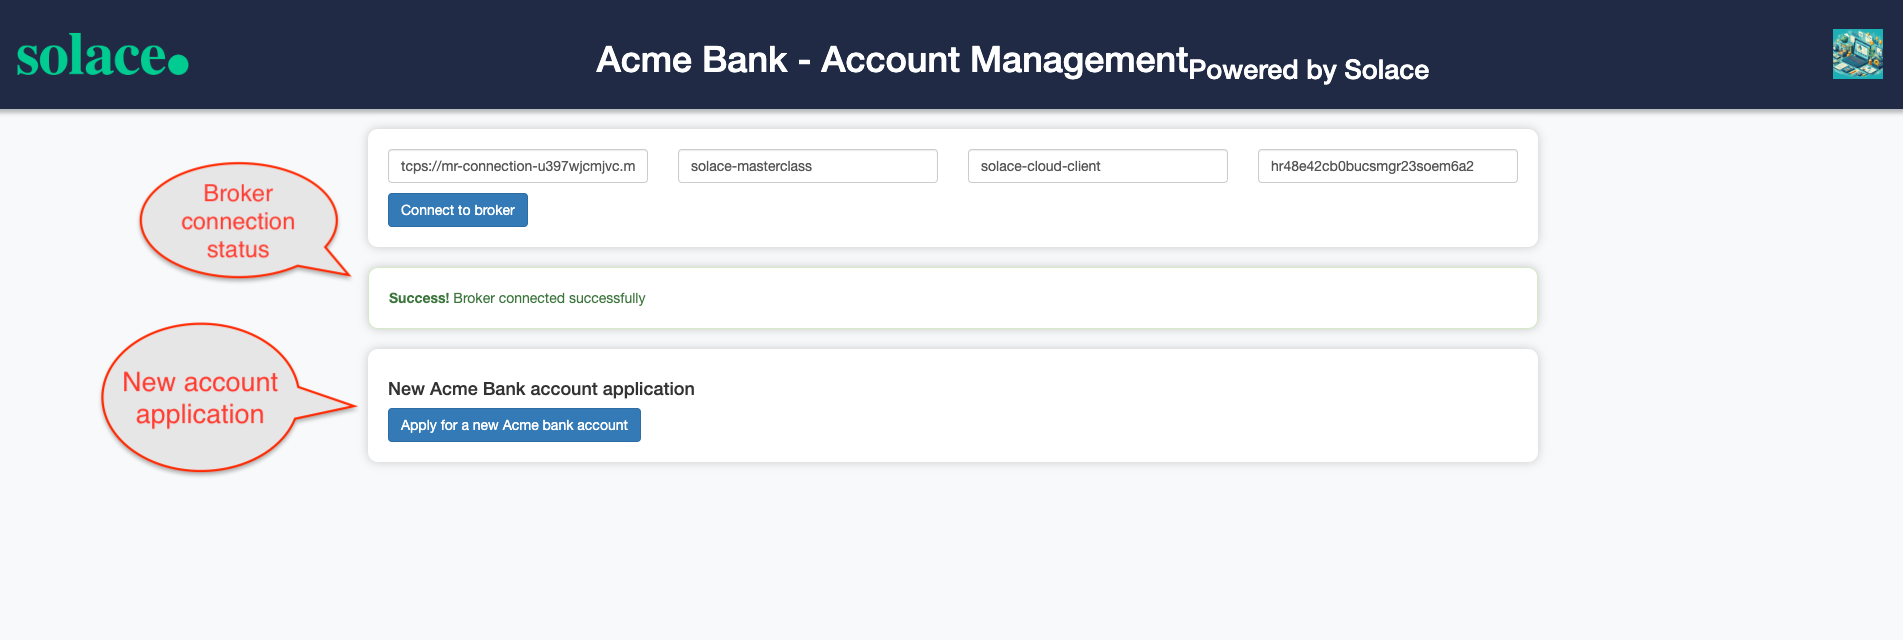 solace.
Acme Bank - Account Management Powered by Solace
tcps://mr-connection-u397wjcmjvc.m
solace-masterclass
solace-cloud-client
hr48e42cb0bucsmgr23soem6a2
Connect to broker
Broker
connection
status
Success! Broker connected successfully
New account
application
New Acme Bank account application
Apply for a new Acme bank account